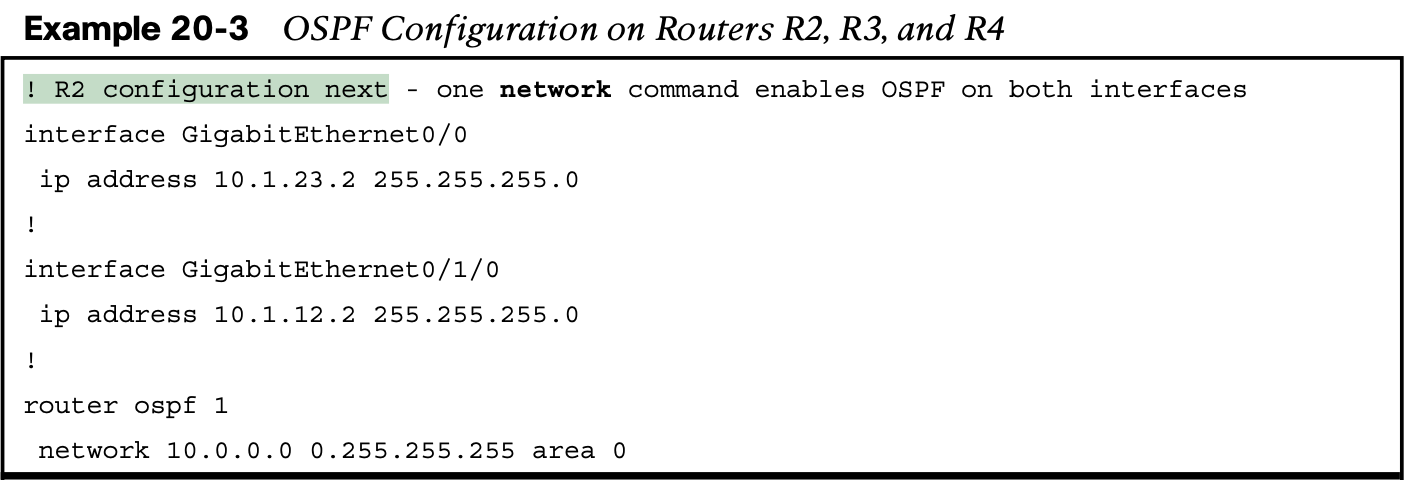 Example 20-3 OSPF Configuration on Routers R2, R3, and R4
! R2 configuration next - one network command enables OSPF on both interfaces
interface GigabitEthernet0/0
 ip address 10.1.23.2 255.255.255.0
!
interface GigabitEthernet0/1/0
 ip address 10.1.12.2 255.255.255.0
!
router ospf 1
 network 10.0.0.0 0.255.255.255 area 0